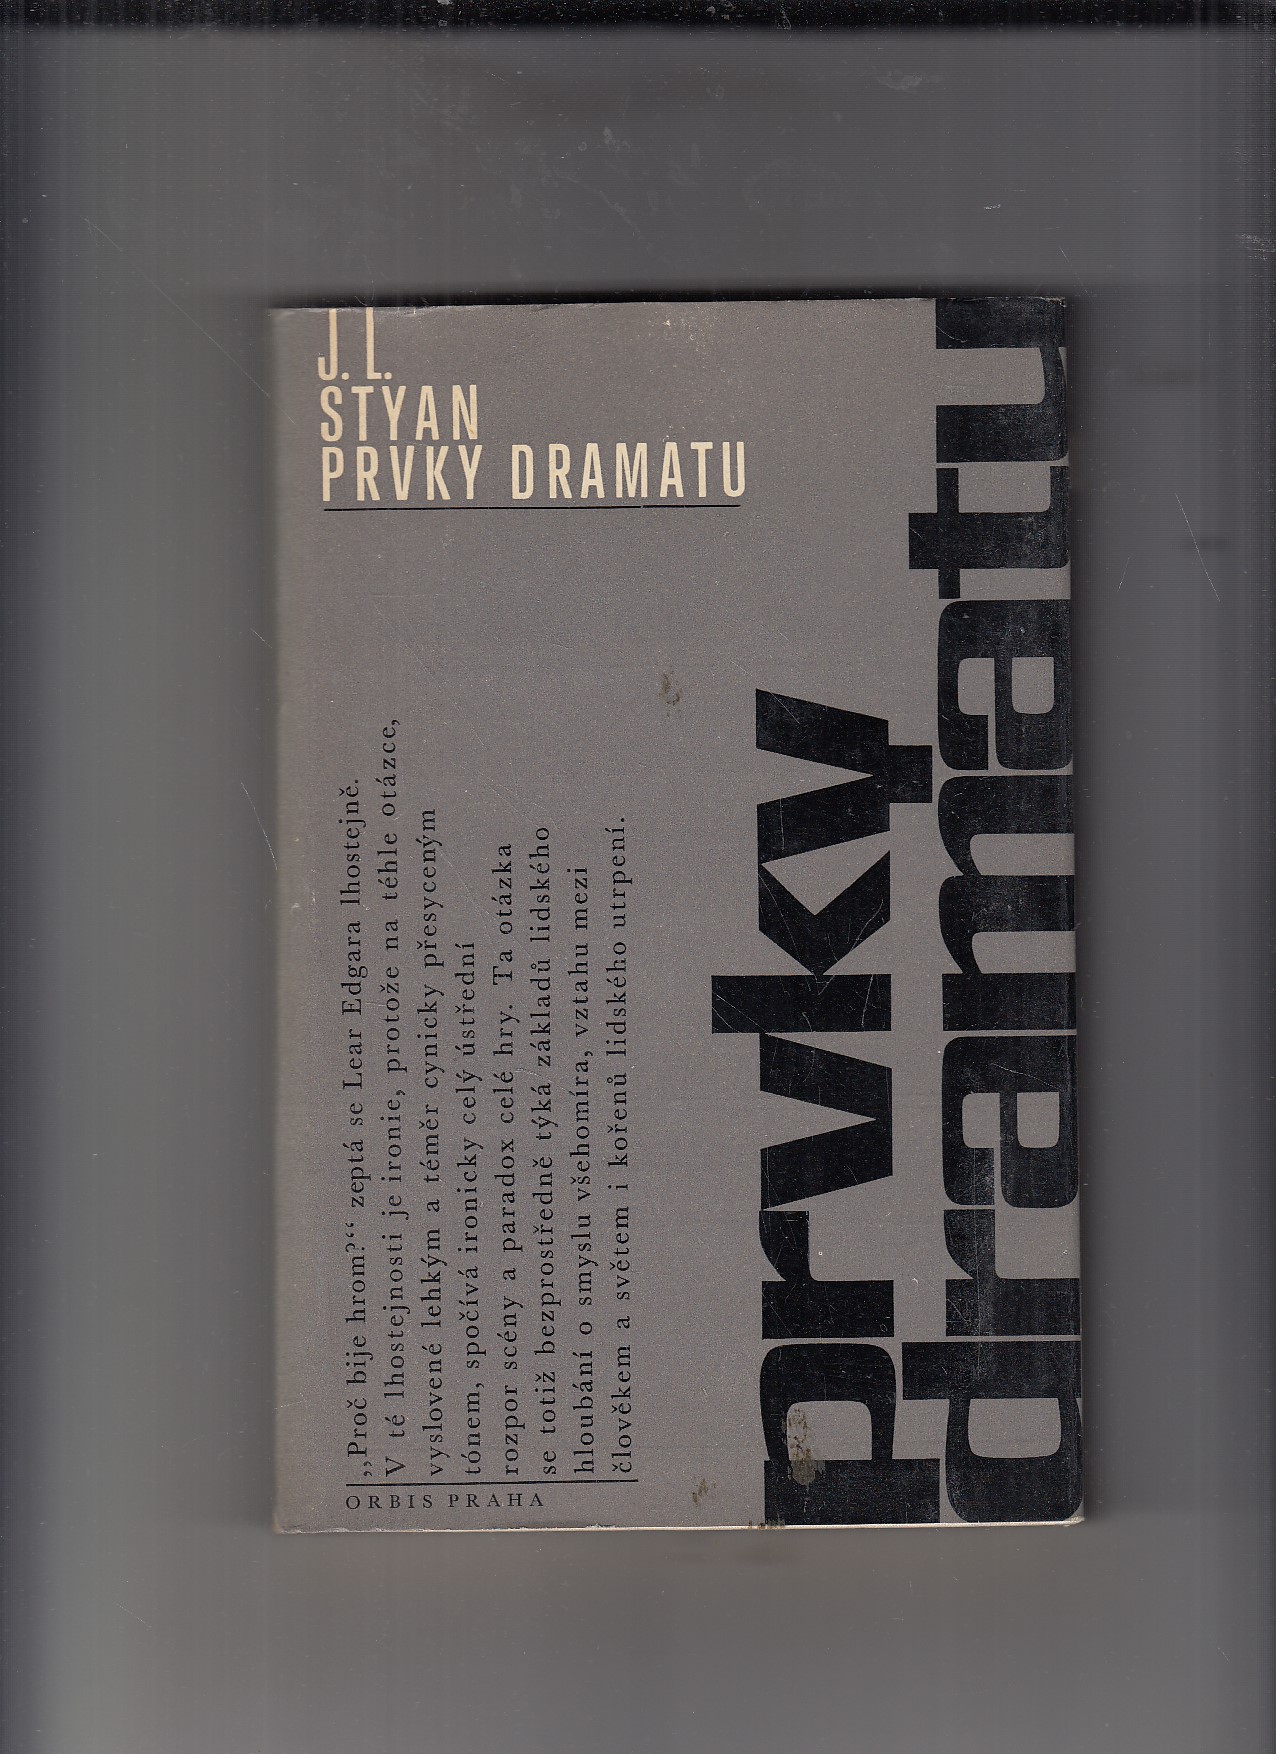 J. L.
STYAN
PRVKY DRAMATU
„Proč bije hrom?“ zeptá se Lear Edgara lhostejně.
V té lhostejnosti je ironie, protože na téhle otázce,
vyslovené lehkým a téměr cynicky přesyceným
tónem, spočívá ironicky celý ústřední
rozpor scény a paradox celé hry. Ta otázka
se totiž bezprostředně týká základů lidského
hloubání o smyslu všehomíra, vztahu mezi
člověkem a světem i kořenů lidského utrpení.
ORBIS PRAHA
prvky
dramatu